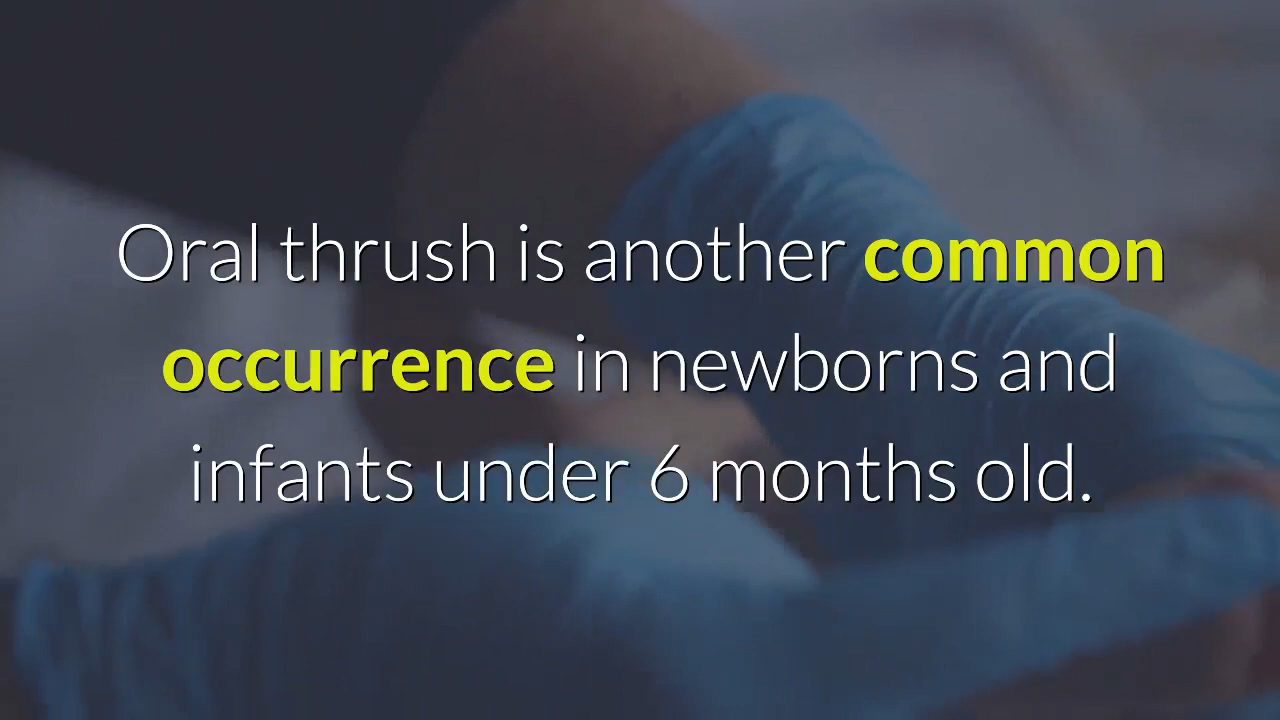 Oral thrush is another common
occurrence in newborns and
infants under 6 months old.